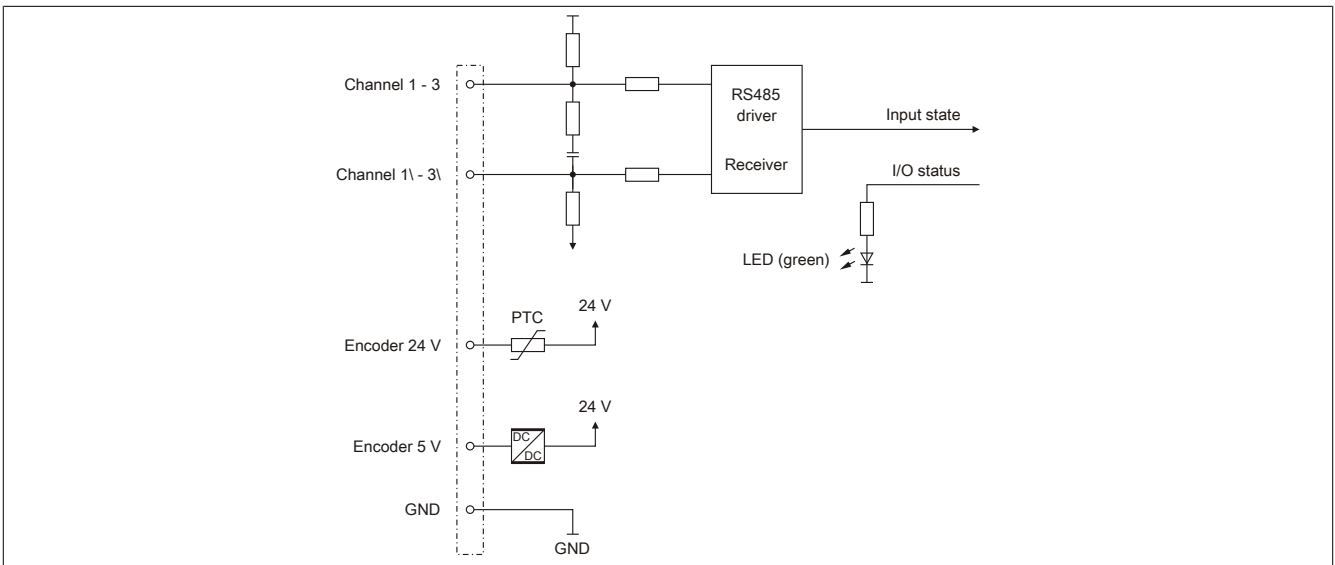 Channel 1 - 3
RS485
driver
Input state
Channel 1\ - 3\
Receiver
I/O status
LED (green)
24 V
PTC
Encoder 24 V
24 V
Encoder 5 V
DC
DC
GND
GND